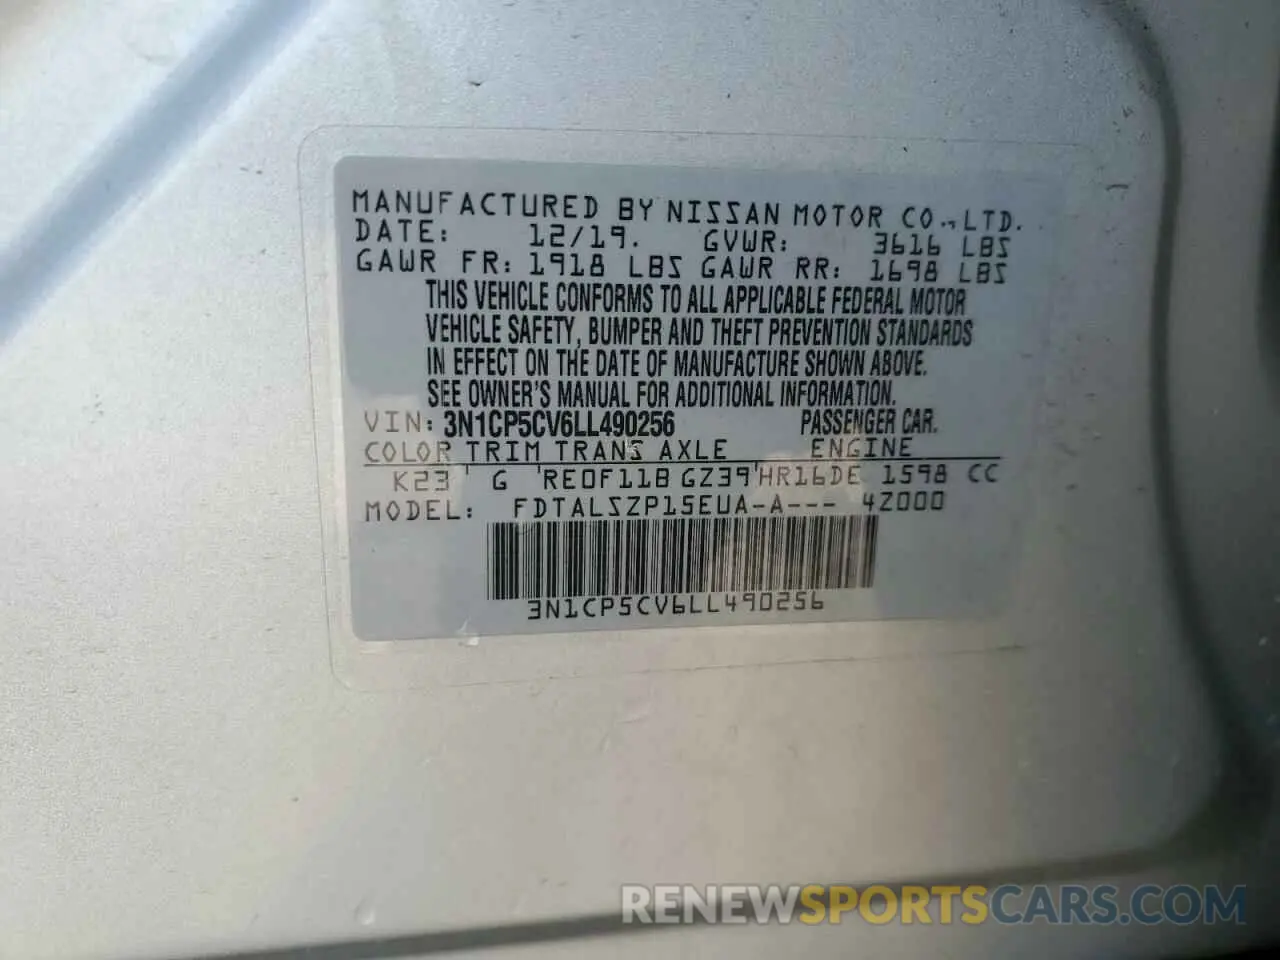 MANUFACTURED BY NISSAN MOTOR CO., LTD.
DATE: 12/19. GVWR: 3616 LBS
GAWR FR: 1918 LBS GAWR RR: 1698 LBS
THIS VEHICLE CONFORMS TO ALL APPLICABLE FEDERAL MOTOR
VEHICLE SAFETY, BUMPER AND THEFT PREVENTION STANDARDS
IN EFFECT ON THE DATE OF MANUFACTURE SHOWN ABOVE.
SEE OWNER'S MANUAL FOR ADDITIONAL INFORMATION.
VIN: 3N1CP5CV6LL490256 PASSENGER CAR.
COLOR TRIM TRANS AXLE ENGINE
K23 ' G 'RE0F11B GZ39'HR16DE 1598 CC
MODEL: FDTALSZP15EUA-A--- 4Z000
3N1CP5CV6LL490256
RENEWSPORTSCARS.COM